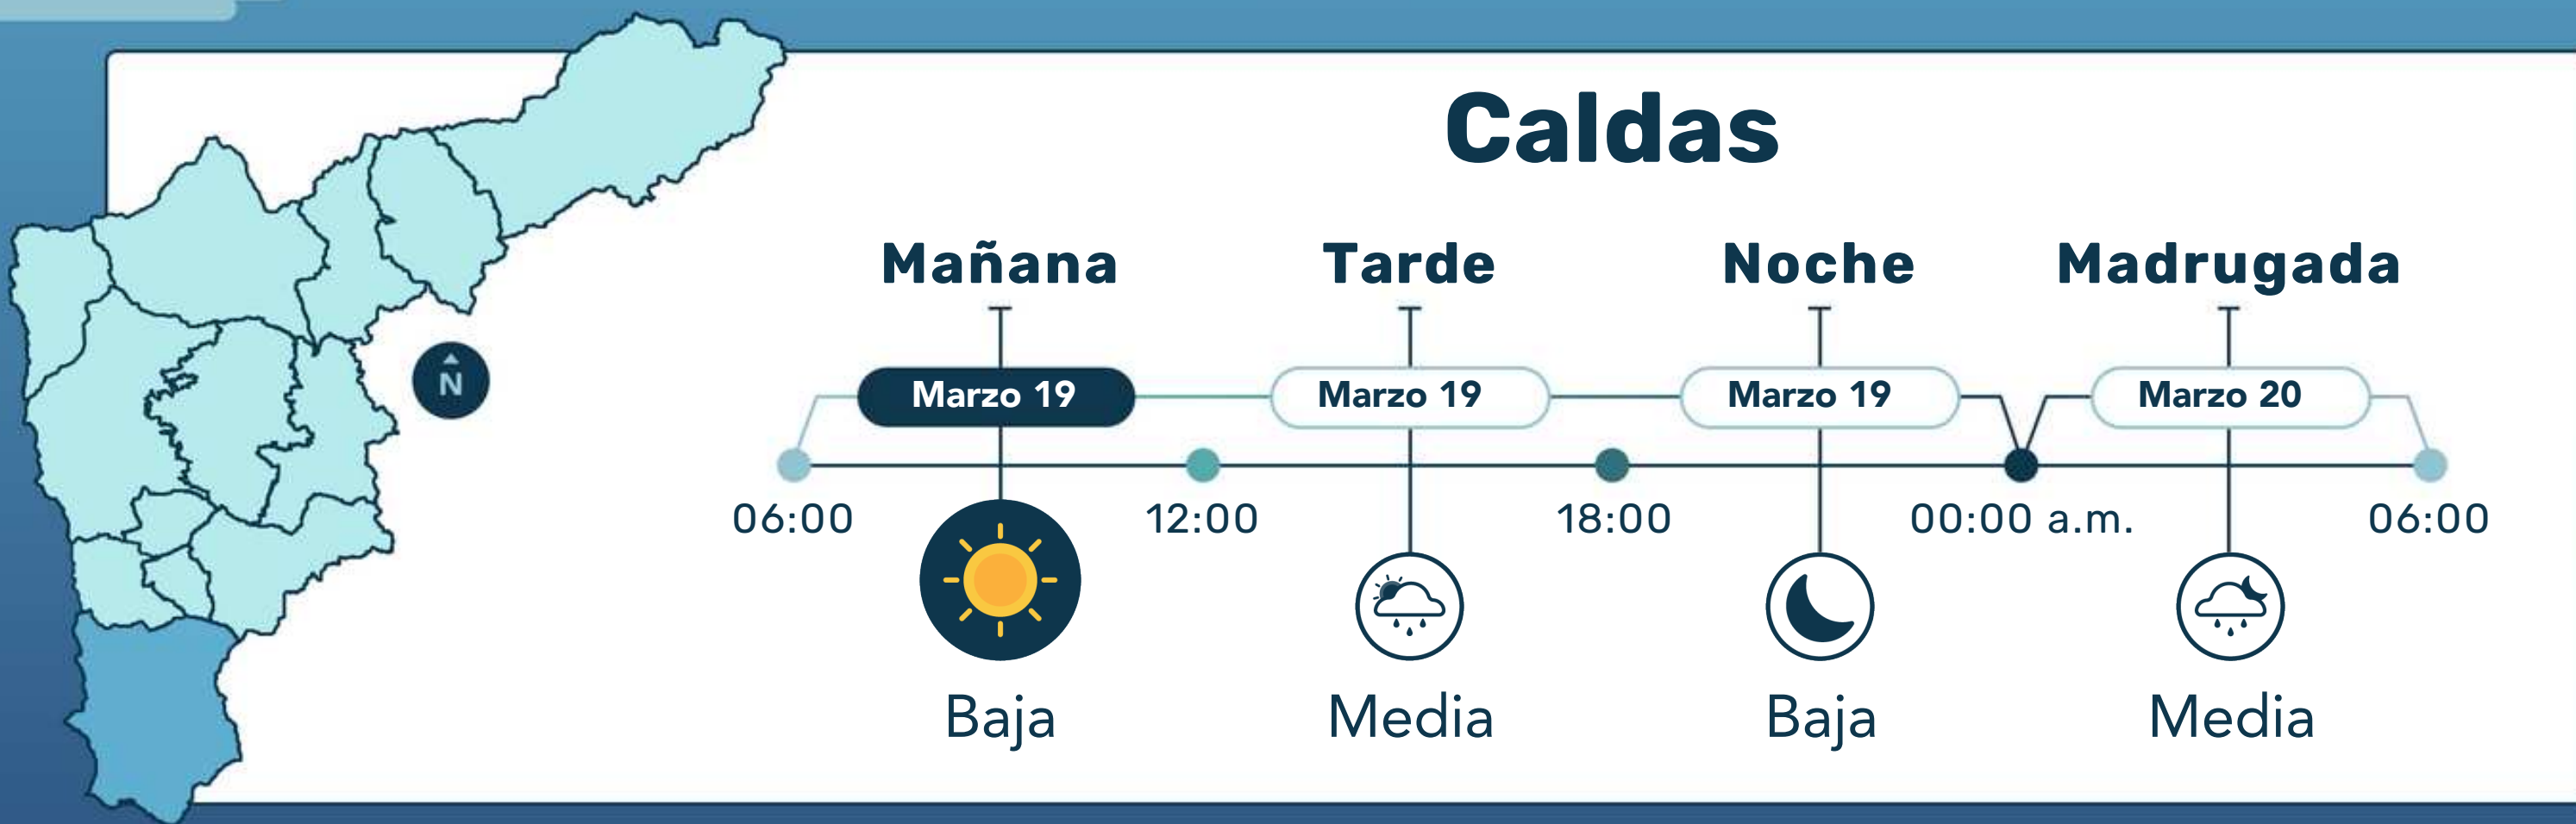 Caldas
Mañana Tarde Noche Madrugada
N
Marzo 19 Marzo 19 Marzo 19 Marzo 20
06:00 12:00 18:00 00:00 a.m. 06:00
Baja Media Baja Media